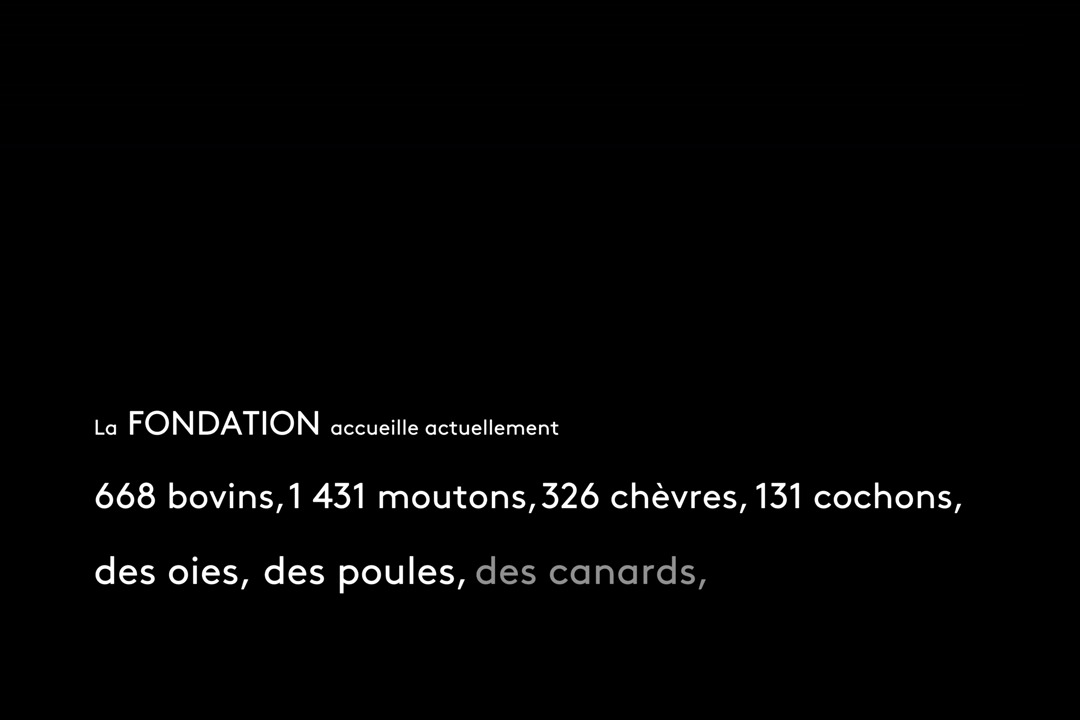 La FONDATION accueille actuellement
668 bovins, 1 431 moutons, 326 chèvres, 131 cochons,
des oies, des poules, des canards,